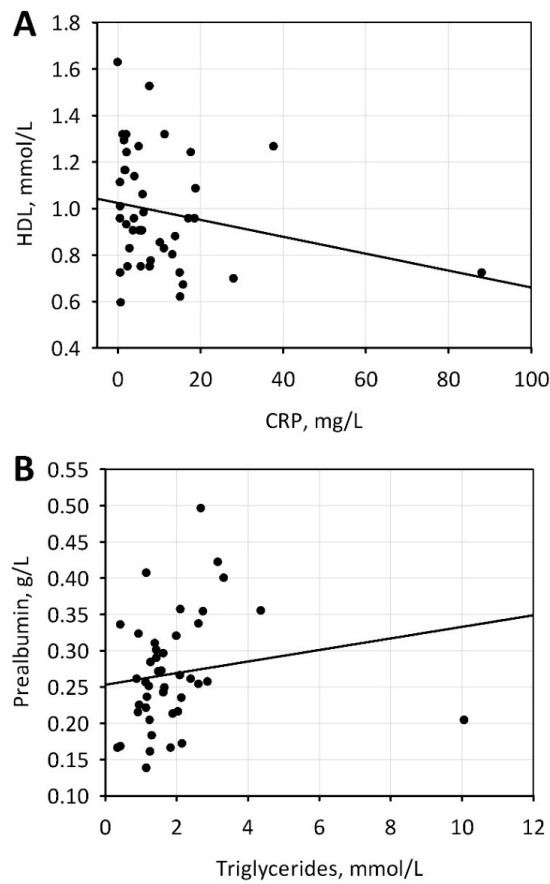 A
1.8
1.6
1.4
1.2
1.0
0.8
0.6
0.4
HDL, mmol/L
0 20 40 60 80 100
CRP, mg/L
B
0.55
0.50
0.45
0.40
0.35
0.30
0.25
0.20
0.15
0.10
Prealbumin, g/L
0 2 4 6 8 10 12
Triglycerides, mmol/L